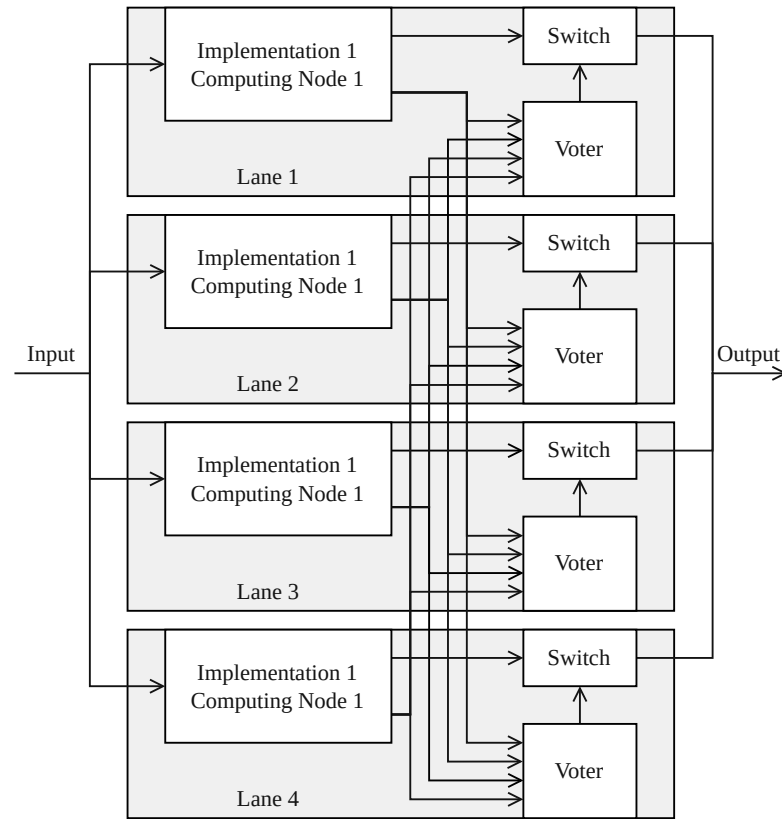 Implementation 1
Computing Node 1
Switch
Voter
Lane 1
Implementation 1
Computing Node 1
Switch
Voter
Lane 2
Input
Output
Implementation 1
Computing Node 1
Switch
Voter
Lane 3
Implementation 1
Computing Node 1
Switch
Voter
Lane 4